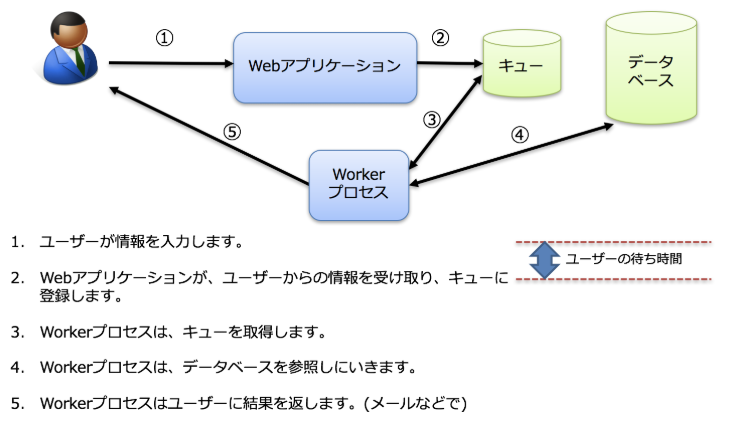 ①
②
Webアプリケーション
キュー
データ
ベース
③
④
⑤
Worker
プロセス
1. ユーザーが情報を入力します。
ユーザーの待ち時間
2. Webアプリケーションが、ユーザーからの情報を受け取り、キューに
登録します。
3. Workerプロセスは、キューを取得します。
4. Workerプロセスは、データベースを参照しにいきます。
5. Workerプロセスはユーザーに結果を返します。(メールなどで)